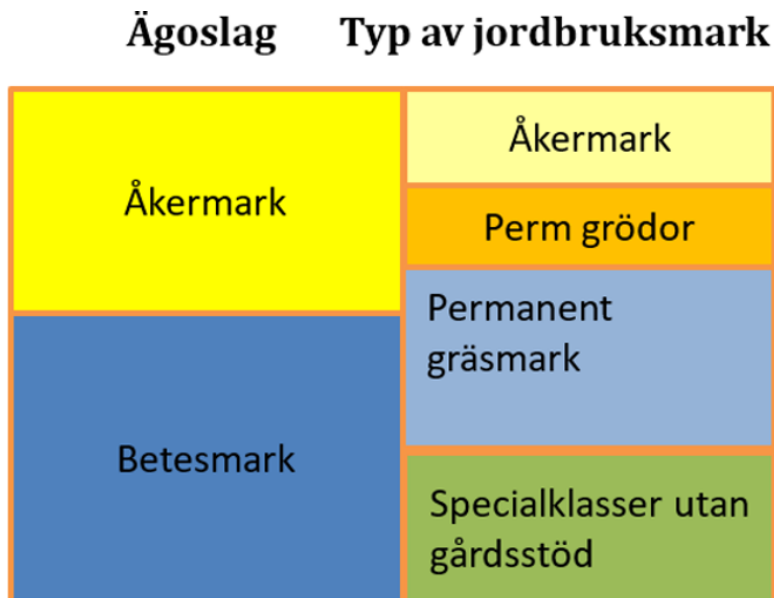 Ägoslag Typ av jordbruksmark
Åkermark
Betesmark
Åkermark
Perm grödor
Permanent
gräsmark
Specialklasser utan
gårdsstöd